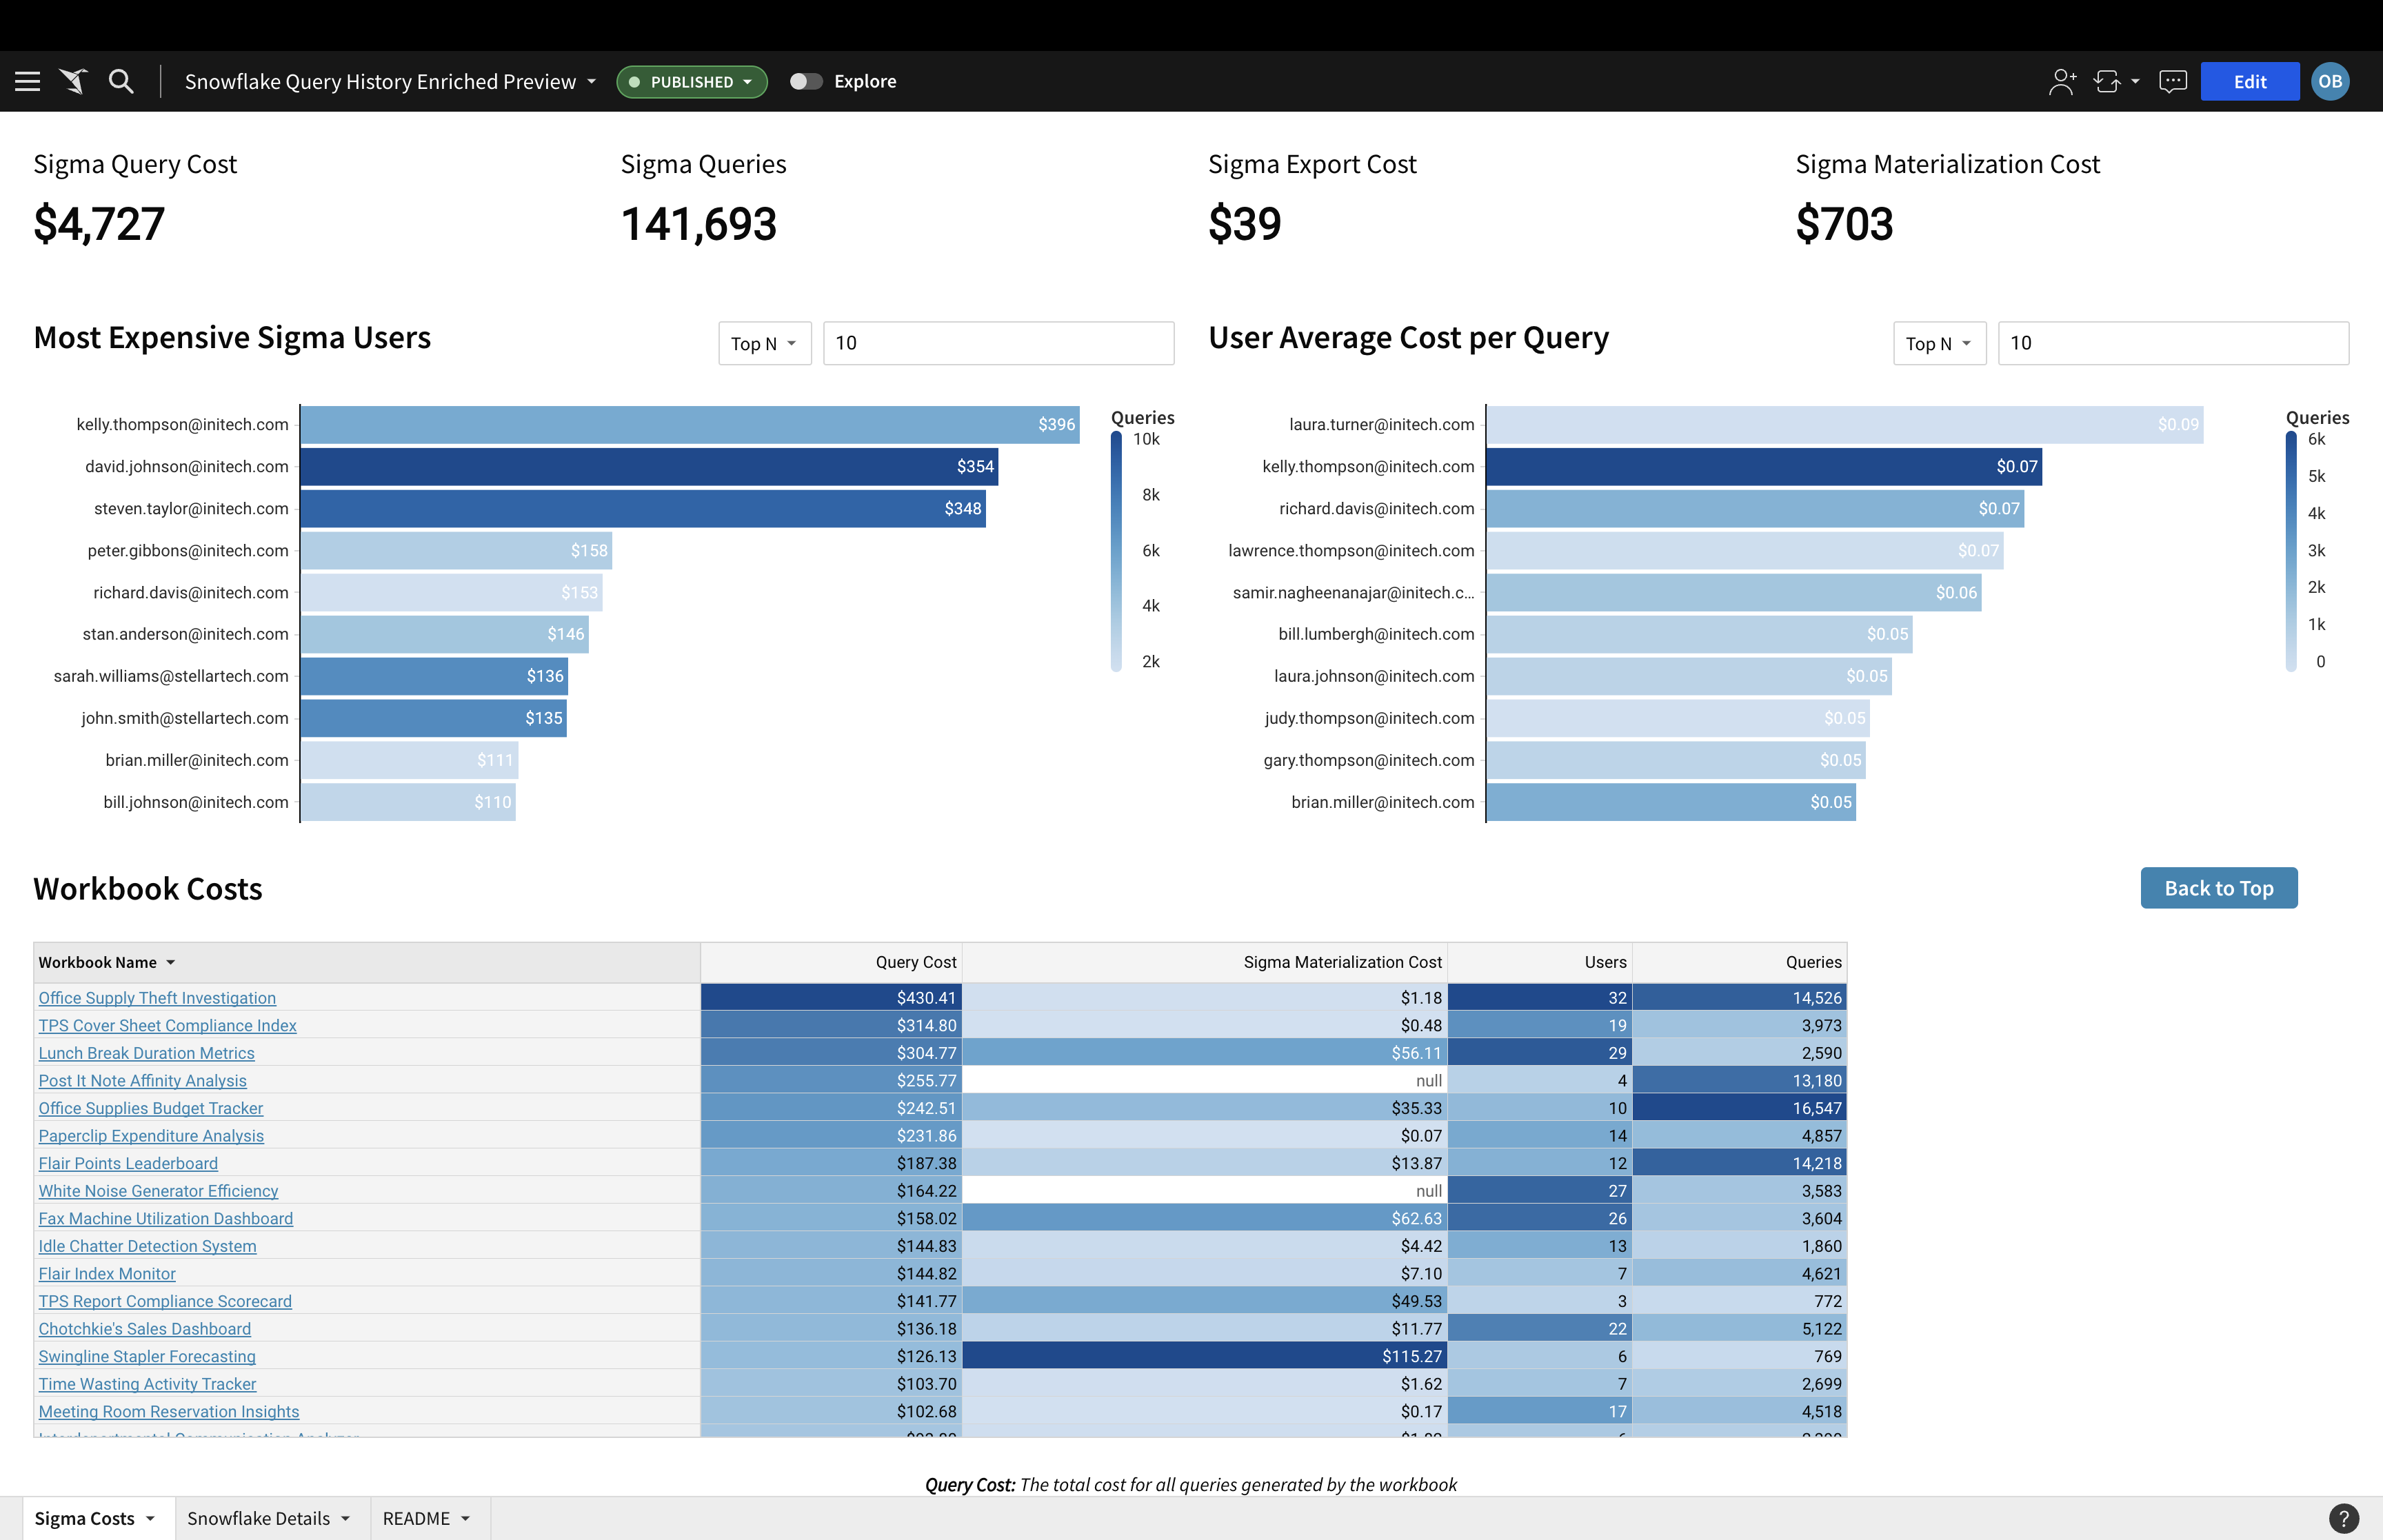 Snowflake Query History Enriched Preview
PUBLISHED
Explore
Edit
OB
Sigma Query Cost
$4,727
Sigma Queries
141,693
Sigma Export Cost
$39
Sigma Materialization Cost
$703
Most Expensive Sigma Users
Top N
10
kelly.thompson@initech.com $396
david.johnson@initech.com $354
steven.taylor@initech.com $348
peter.gibbons@initech.com $158
richard.davis@initech.com $153
stan.anderson@initech.com $146
sarah.williams@stellartech.com $136
john.smith@stellartech.com $135
brian.miller@initech.com $111
bill.johnson@initech.com $110
Queries
10k
8k
6k
4k
2k
User Average Cost per Query
Top N
10
laura.turner@initech.com $0.09
kelly.thompson@initech.com $0.07
richard.davis@initech.com $0.07
lawrence.thompson@initech.com $0.07
samir.nagheenanajar@initech.c... $0.06
bill.lumbergh@initech.com $0.05
laura.johnson@initech.com $0.05
judy.thompson@initech.com $0.05
gary.thompson@initech.com $0.05
brian.miller@initech.com $0.05
Queries
6k
5k
4k
3k
2k
1k
0
Workbook Costs
Back to Top
Workbook Name Query Cost Sigma Materialization Cost Users Queries
Office Supply Theft Investigation $430.41 $1.18 32 14,526
TPS Cover Sheet Compliance Index $314.80 $0.48 19 3,973
Lunch Break Duration Metrics $304.77 $56.11 29 2,590
Post It Note Affinity Analysis $255.77 null 4 13,180
Office Supplies Budget Tracker $242.51 $35.33 10 16,547
Paperclip Expenditure Analysis $231.86 $0.07 14 4,857
Flair Points Leaderboard $187.38 $13.87 12 14,218
White Noise Generator Efficiency $164.22 null 27 3,583
Fax Machine Utilization Dashboard $158.02 $62.63 26 3,604
Idle Chatter Detection System $144.83 $4.42 13 1,860
Flair Index Monitor $144.82 $7.10 7 4,621
TPS Report Compliance Scorecard $141.77 $49.53 3 772
Chotchkie's Sales Dashboard $136.18 $11.77 22 5,122
Swingline Stapler Forecasting $126.13 $115.27 6 769
Time Wasting Activity Tracker $103.70 $1.62 7 2,699
Meeting Room Reservation Insights $102.68 $0.17 17 4,518
Query Cost: The total cost for all queries generated by the workbook
Sigma Costs
Snowflake Details
README
?